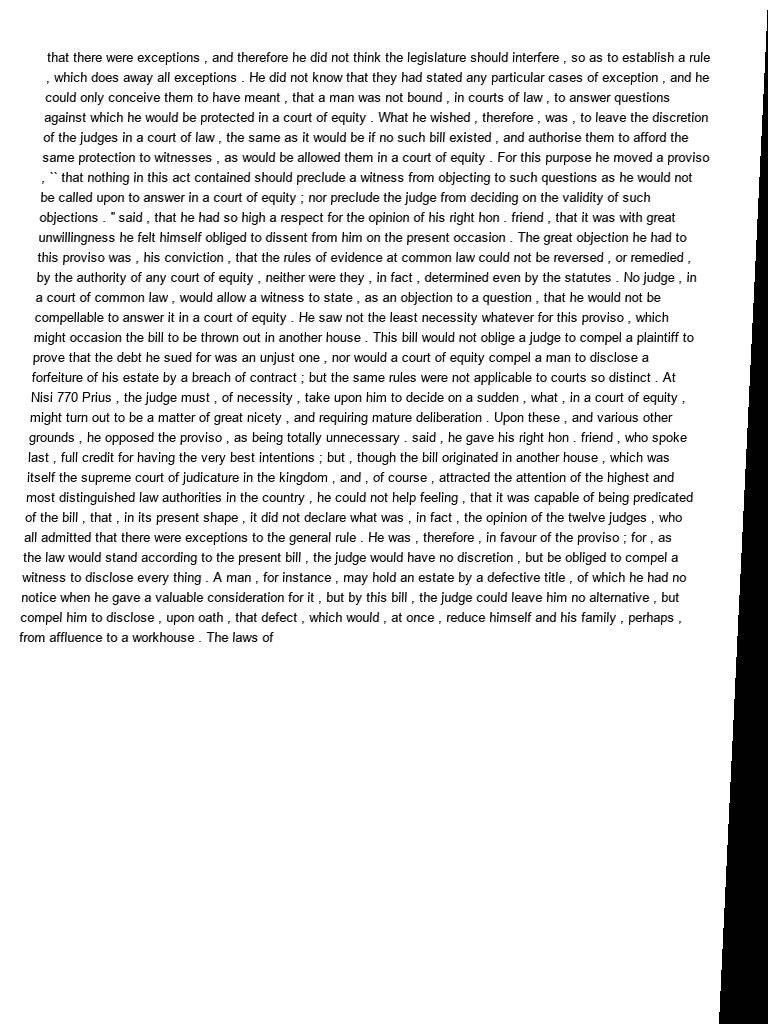 that there were exceptions , and therefore he did not think the legislature should interfere , so as to establish a rule
, which does away all exceptions . He did not know that they had stated any particular cases of exception , and he
could only conceive them to have meant , that a man was not bound , in courts of law , to answer questions
against which he would be protected in a court of equity . What he wished , therefore , was , to leave the discretion
of the judges in a court of law , the same as it would be if no such bill existed , and authorise them to afford the
same protection to witnesses , as would be allowed them in a court of equity . For this purpose he moved a proviso
, `` that nothing in this act contained should preclude a witness from objecting to such questions as he would not
be called upon to answer in a court of equity ; nor preclude the judge from deciding on the validity of such
objections . '' said , that he had so high a respect for the opinion of his right hon . friend , that it was with great
unwillingness he felt himself obliged to dissent from him on the present occasion . The great objection he had to
this proviso was , his conviction , that the rules of evidence at common law could not be reversed , or remedied ,
by the authority of any court of equity , neither were they , in fact , determined even by the statutes . No judge , in
a court of common law , would allow a witness to state , as an objection to a question , that he would not be
compellable to answer it in a court of equity . He saw not the least necessity whatever for this proviso , which
might occasion the bill to be thrown out in another house . This bill would not oblige a judge to compel a plaintiff to
prove that the debt he sued for was an unjust one , nor would a court of equity compel a man to disclose a
forfeiture of his estate by a breach of contract ; but the same rules were not applicable to courts so distinct . At
Nisi 770 Prius , the judge must , of necessity , take upon him to decide on a sudden , what , in a court of equity ,
might turn out to be a matter of great nicety , and requiring mature deliberation . Upon these , and various other
grounds , he opposed the proviso , as being totally unnecessary . said , he gave his right hon . friend , who spoke
last , full credit for having the very best intentions ; but , though the bill originated in another house , which was
itself the supreme court of judicature in the kingdom , and , of course , attracted the attention of the highest and
most distinguished law authorities in the country , he could not help feeling , that it was capable of being predicated
of the bill , that , in its present shape , it did not declare what was , in fact , the opinion of the twelve judges , who
all admitted that there were exceptions to the general rule . He was , therefore , in favour of the proviso ; for , as
the law would stand according to the present bill , the judge would have no discretion , but be obliged to compel a
witness to disclose every thing . A man , for instance , may hold an estate by a defective title , of which he had no
notice when he gave a valuable consideration for it , but by this bill , the judge could leave him no alternative , but
compel him to disclose , upon oath , that defect , which would , at once , reduce himself and his family , perhaps ,
from affluence to a workhouse . The laws of